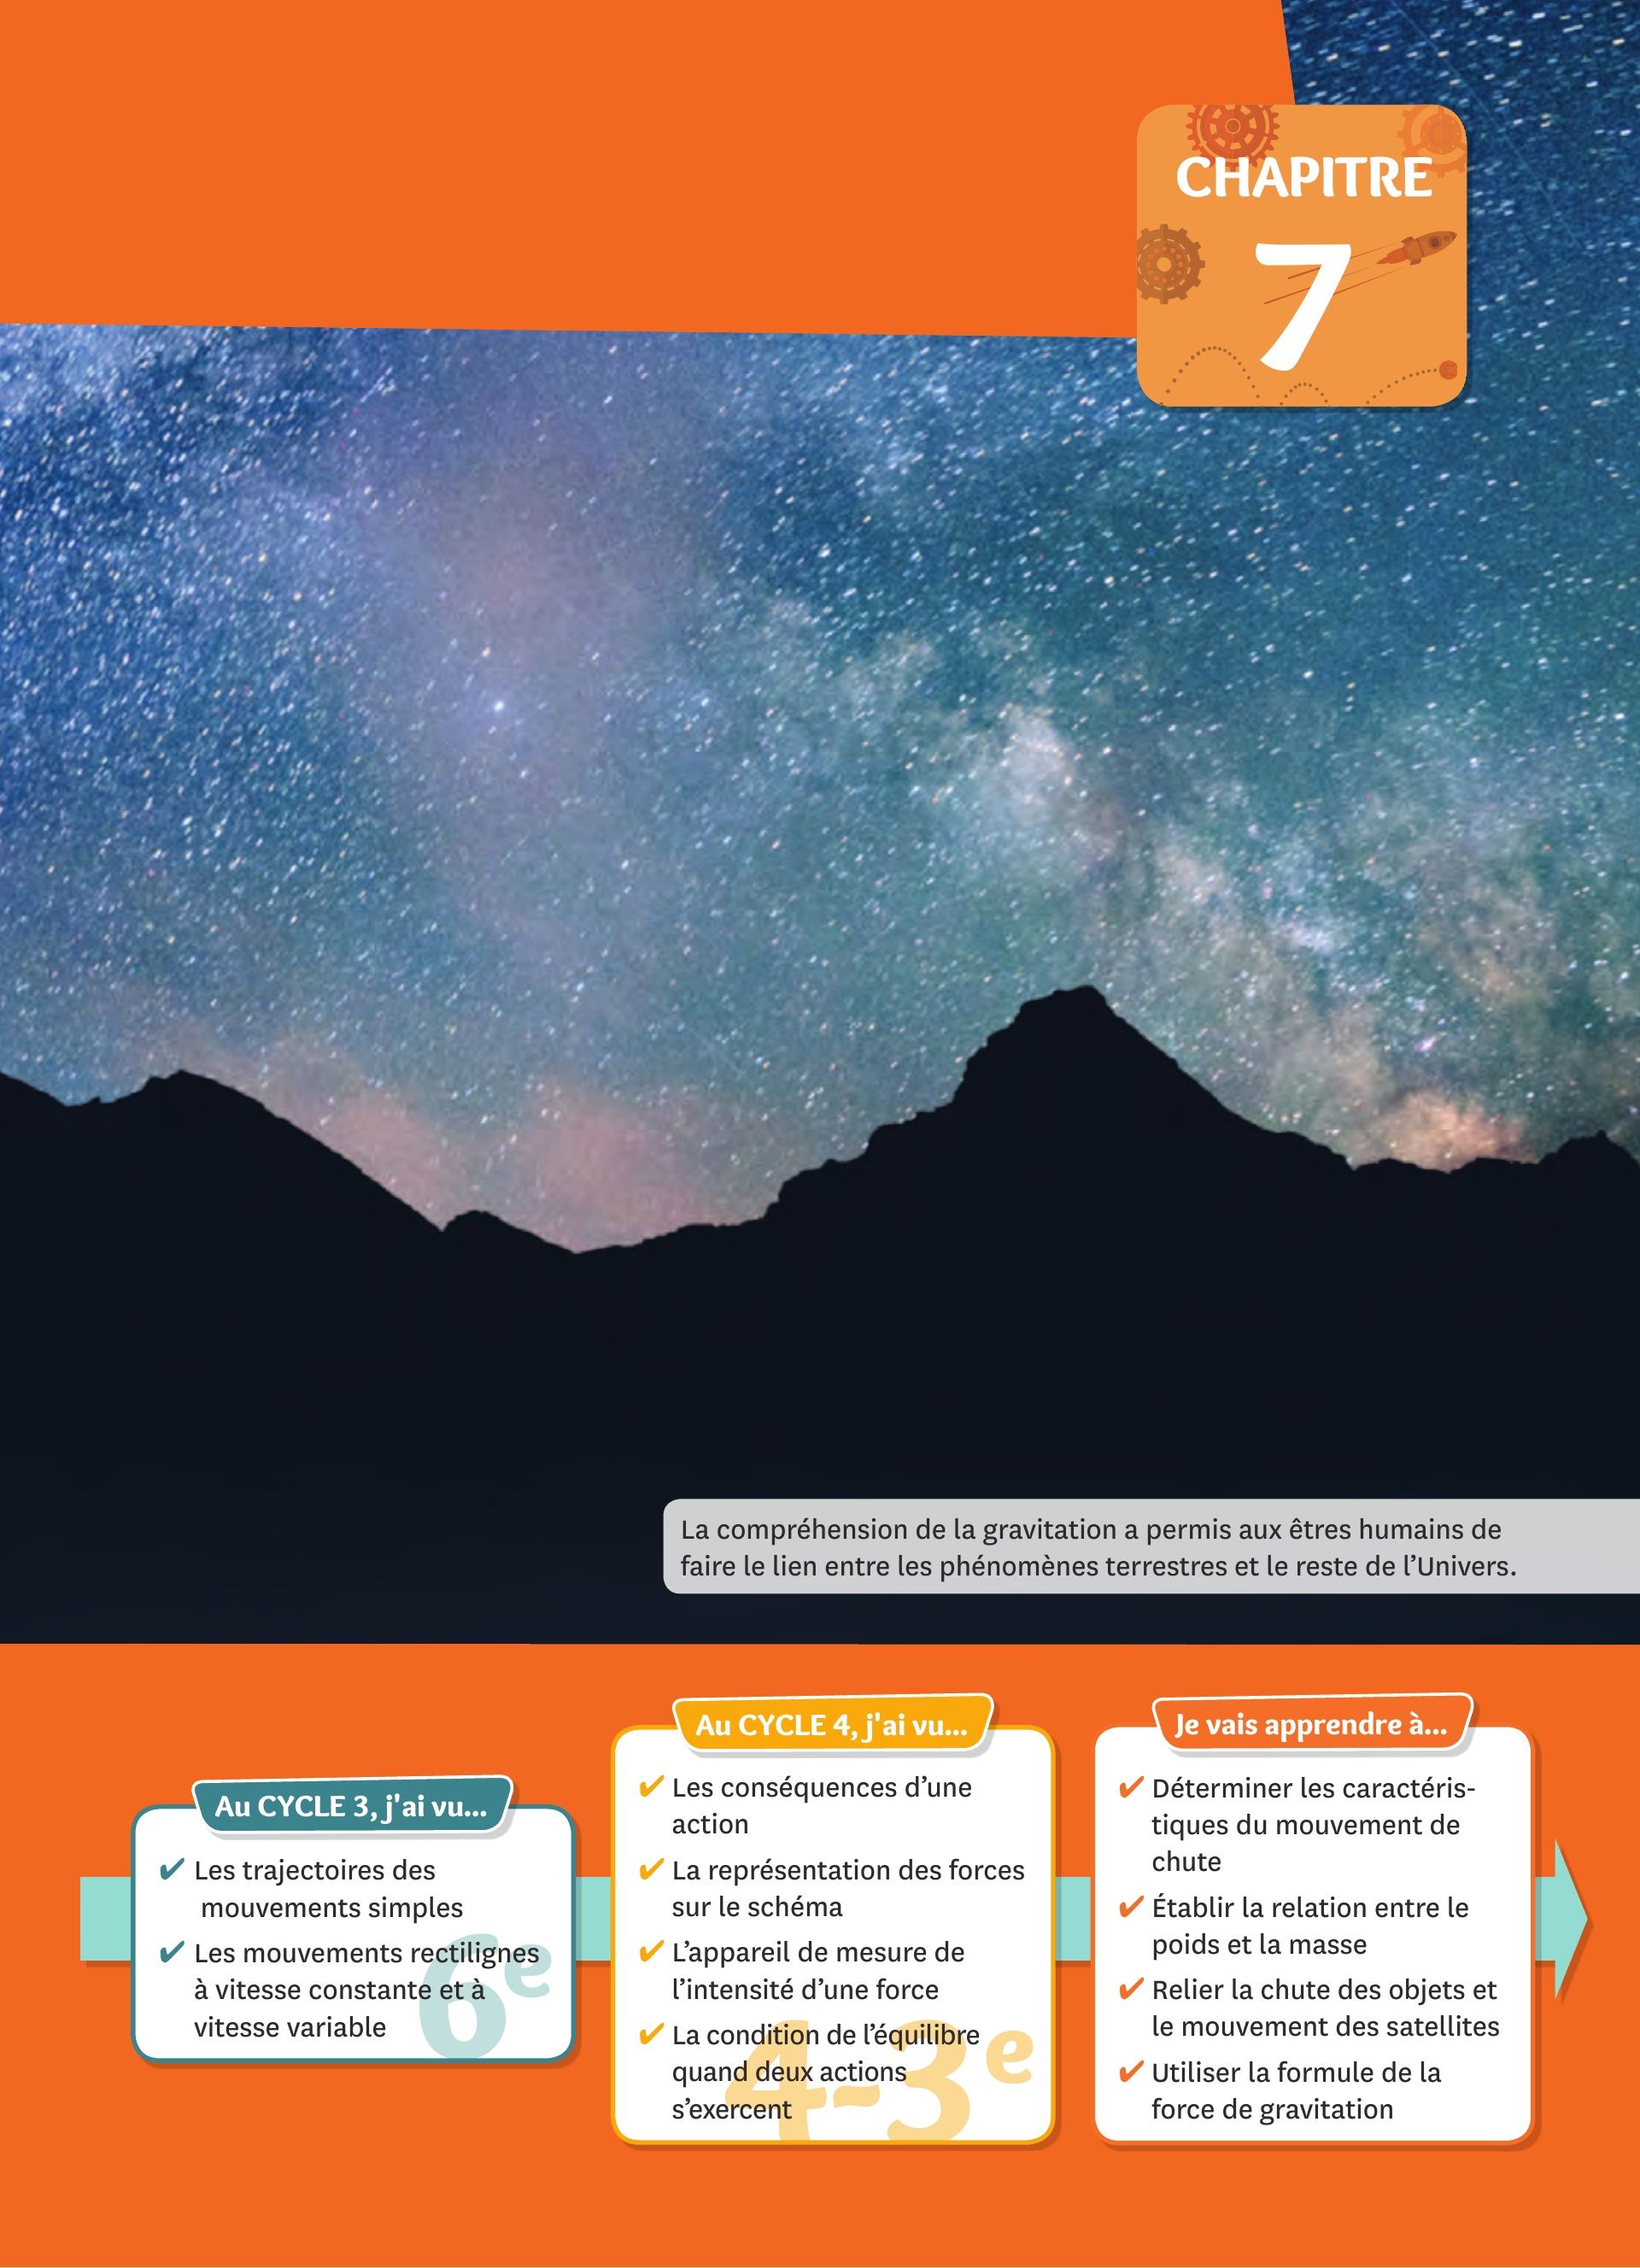 CHAPITRE
7
La compréhension de la gravitation a permis aux êtres humains de
faire le lien entre les phénomènes terrestres et le reste de l’Univers.
Au CYCLE 3, j'ai vu...
✔ Les trajectoires des
mouvements simples
✔ Les mouvements rectilignes
à vitesse constante et à
vitesse variable
6e
Au CYCLE 4, j'ai vu...
✔ Les conséquences d’une
action
✔ La représentation des forces
sur le schéma
✔ L’appareil de mesure de
l’intensité d’une force
✔ La condition de l’équilibre
quand deux actions
s’exercent
4-3e
Je vais apprendre à...
✔ Déterminer les caractéris-
tiques du mouvement de
chute
✔ Établir la relation entre le
poids et la masse
✔ Relier la chute des objets et
le mouvement des satellites
✔ Utiliser la formule de la
force de gravitation